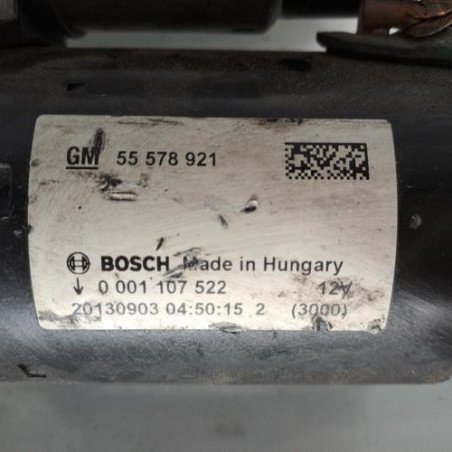 GM 55 578 921
BOSCH Made in Hungary
0 001 107 522 12V
20130903 04:50:15 2 (3000)